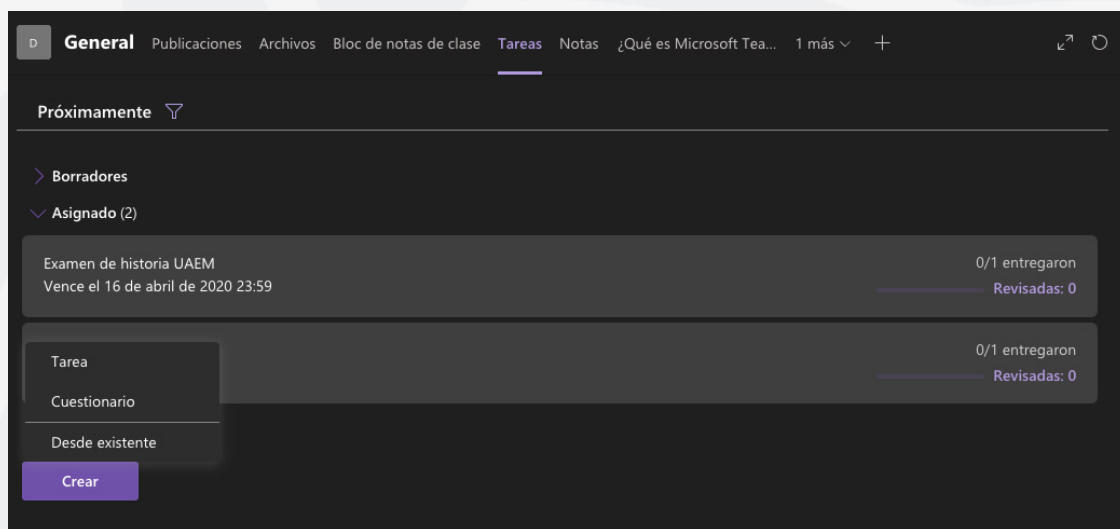 D General Publicaciones Archivos Bloc de notas de clase Tareas Notas ¿Qué es Microsoft Tea... 1 más
Próximamente
Borradores
Asignado (2)
Examen de historia UAEM
Vence el 16 de abril de 2020 23:59
0/1 entregaron
Revisadas: 0
0/1 entregaron
Revisadas: 0
Tarea
Cuestionario
Desde existente
Crear